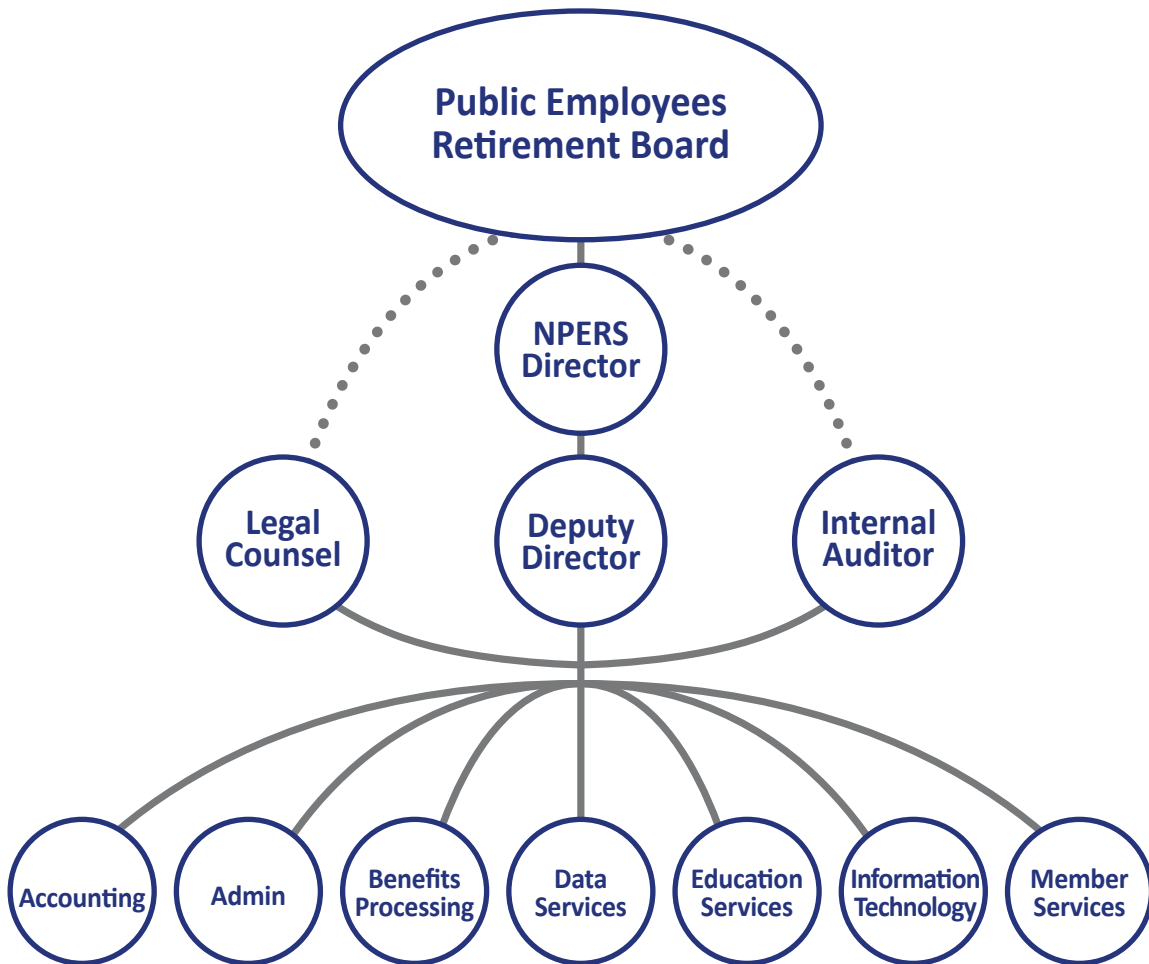 Public Employees
Retirement Board
NPERS
Director
Legal
Counsel
Deputy
Director
Internal
Auditor
Accounting
Admin
Benefits
Processing
Data
Services
Education
Services
Information
Technology
Member
Services